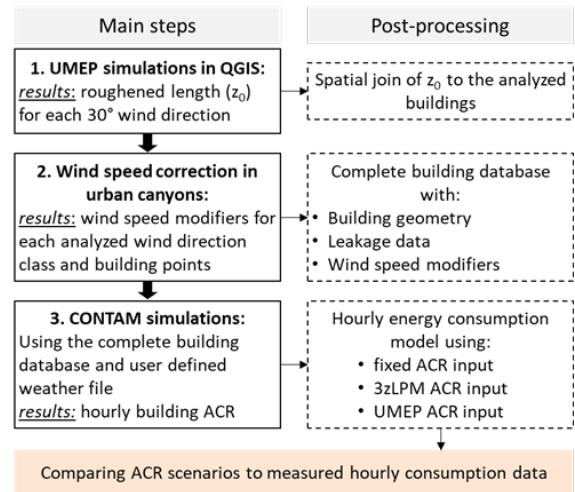 Main steps
Post-processing
1. UMEP simulations in QGIS:
results: roughened length (z₀)
for each 30° wind direction
Spatial join of z₀ to the analyzed
buildings
2. Wind speed correction in
urban canyons:
results: wind speed modifiers for
each analyzed wind direction
class and building points
Complete building database
with:
• Building geometry
• Leakage data
• Wind speed modifiers
3. CONTAM simulations:
Using the complete building
database and user defined
weather file
results: hourly building ACR
Hourly energy consumption
model using:
• fixed ACR input
• 3zLPM ACR input
• UMEP ACR input
Comparing ACR scenarios to measured hourly consumption data